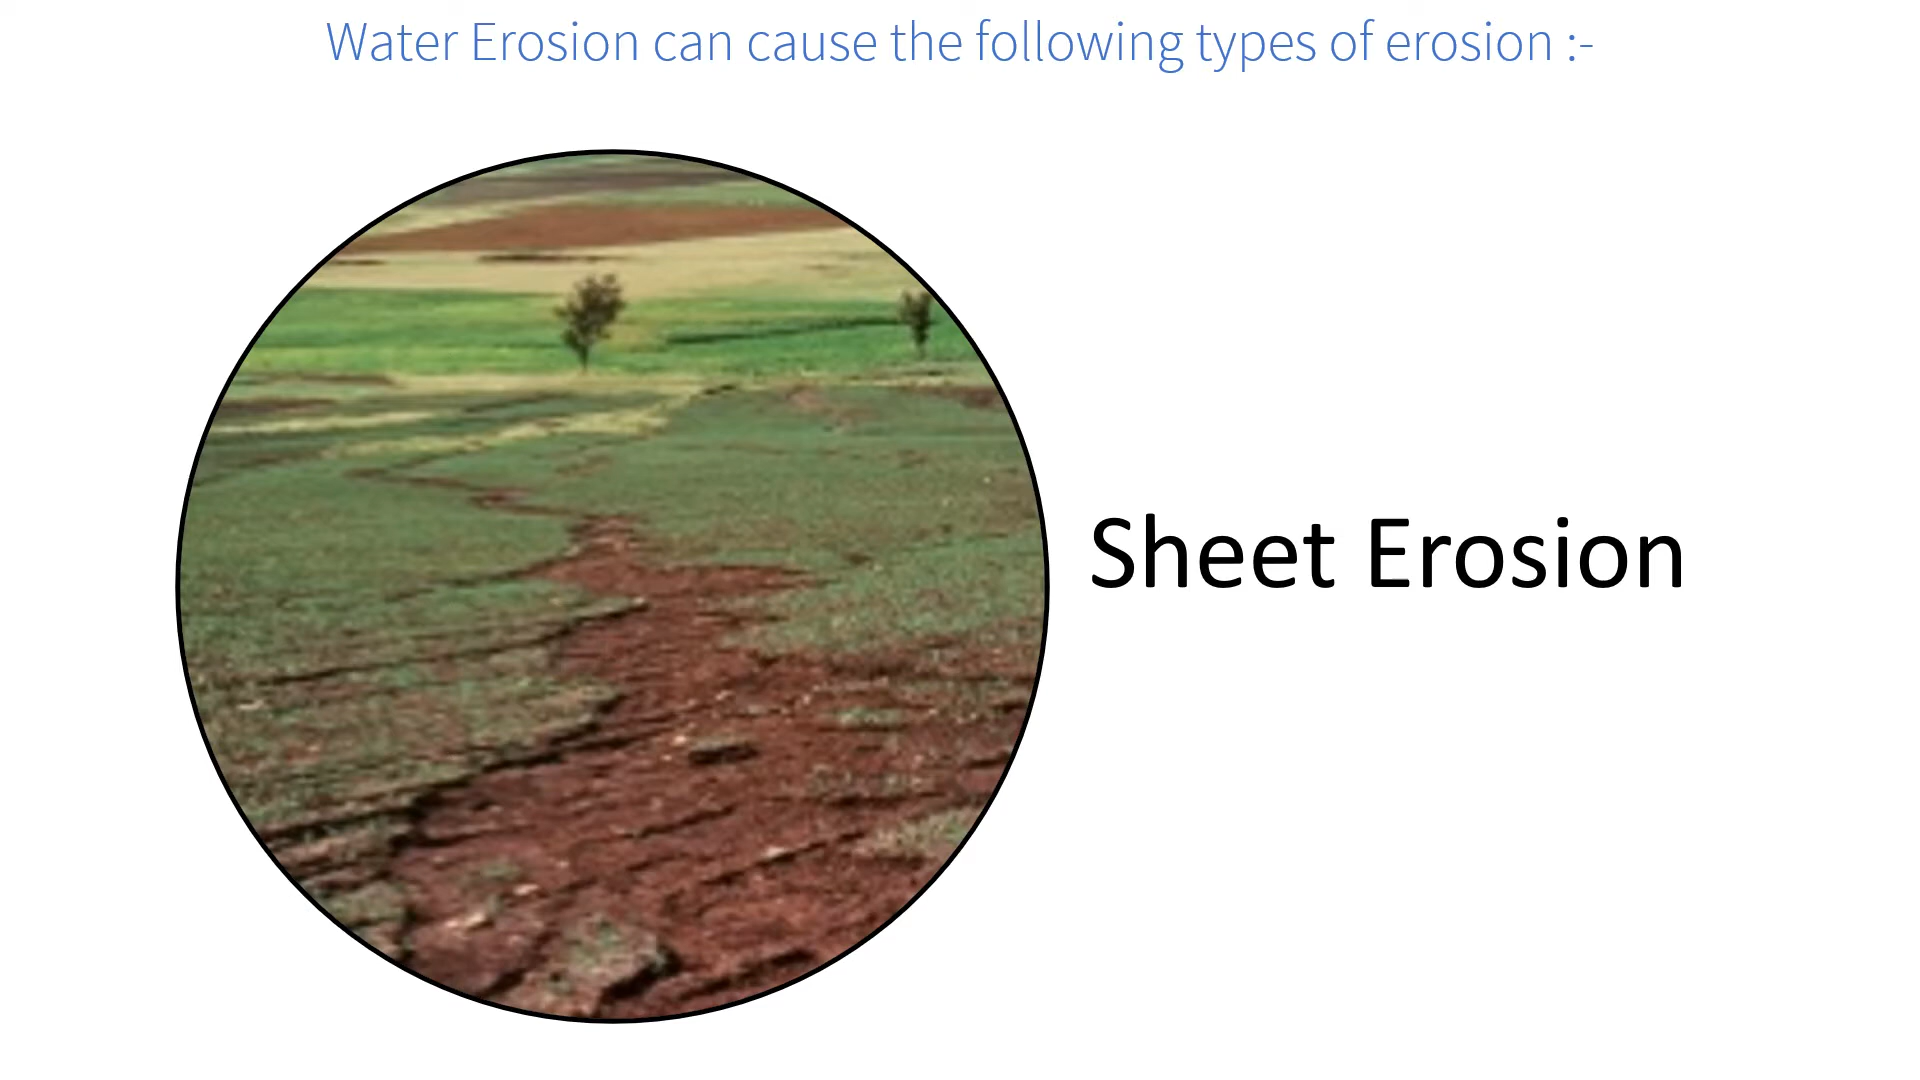 Water Erosion can cause the following types of erosion :-
Sheet Erosion